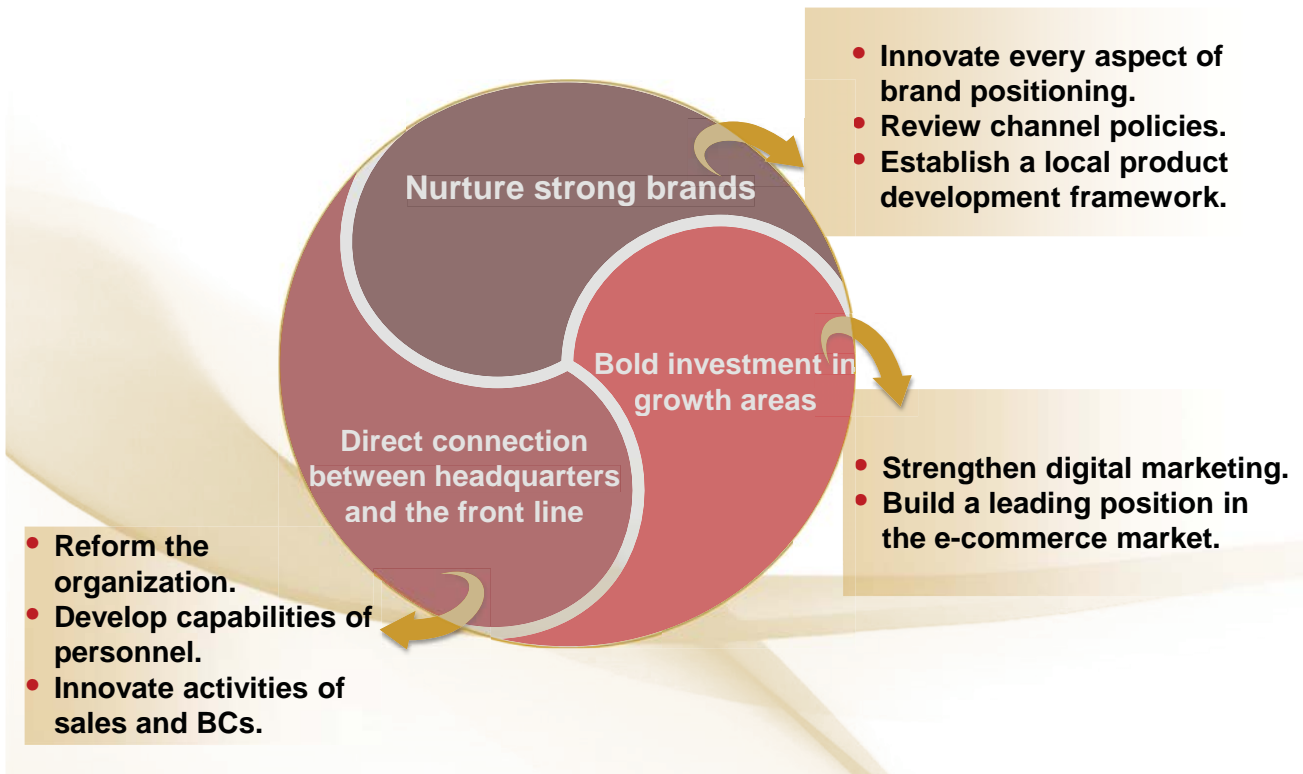 Nurture strong brands
• Innovate every aspect of
brand positioning.
• Review channel policies.
• Establish a local product
development framework.
Bold investment in
growth areas
• Strengthen digital marketing.
• Build a leading position in
the e-commerce market.
Direct connection
between headquarters
and the front line
• Reform the
organization.
• Develop capabilities of
personnel.
• Innovate activities of
sales and BCs.